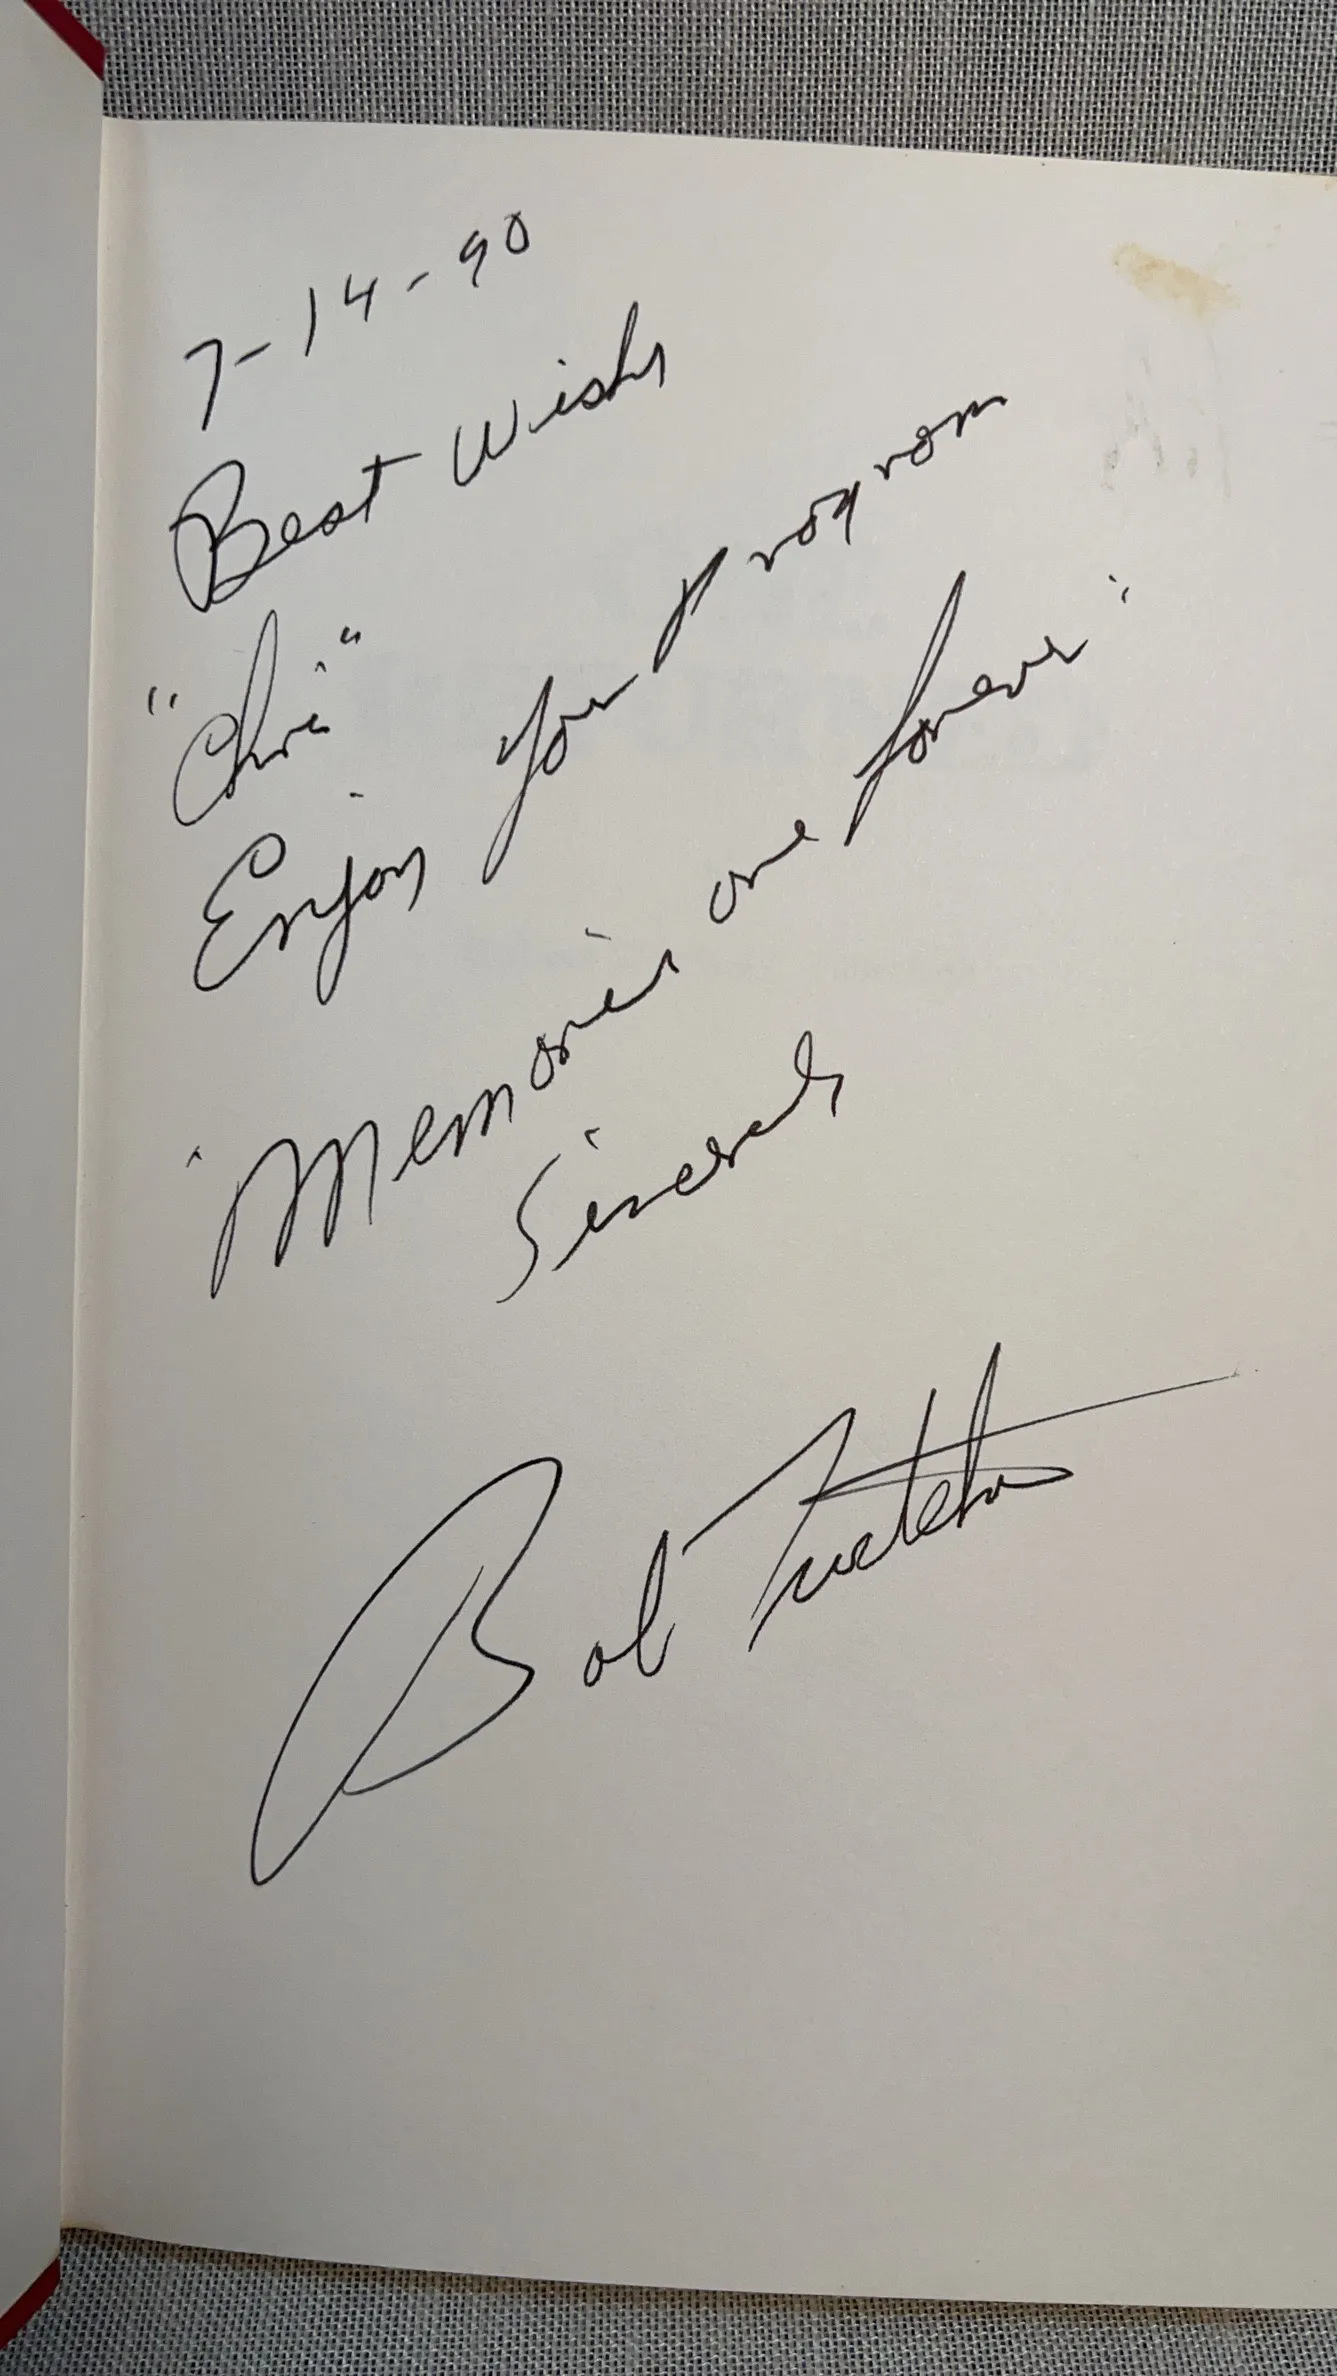 7-14-90
Best Wishes
"Chris"
Enjoy Your Program
"Memories are forever"
Sincerely
Bob